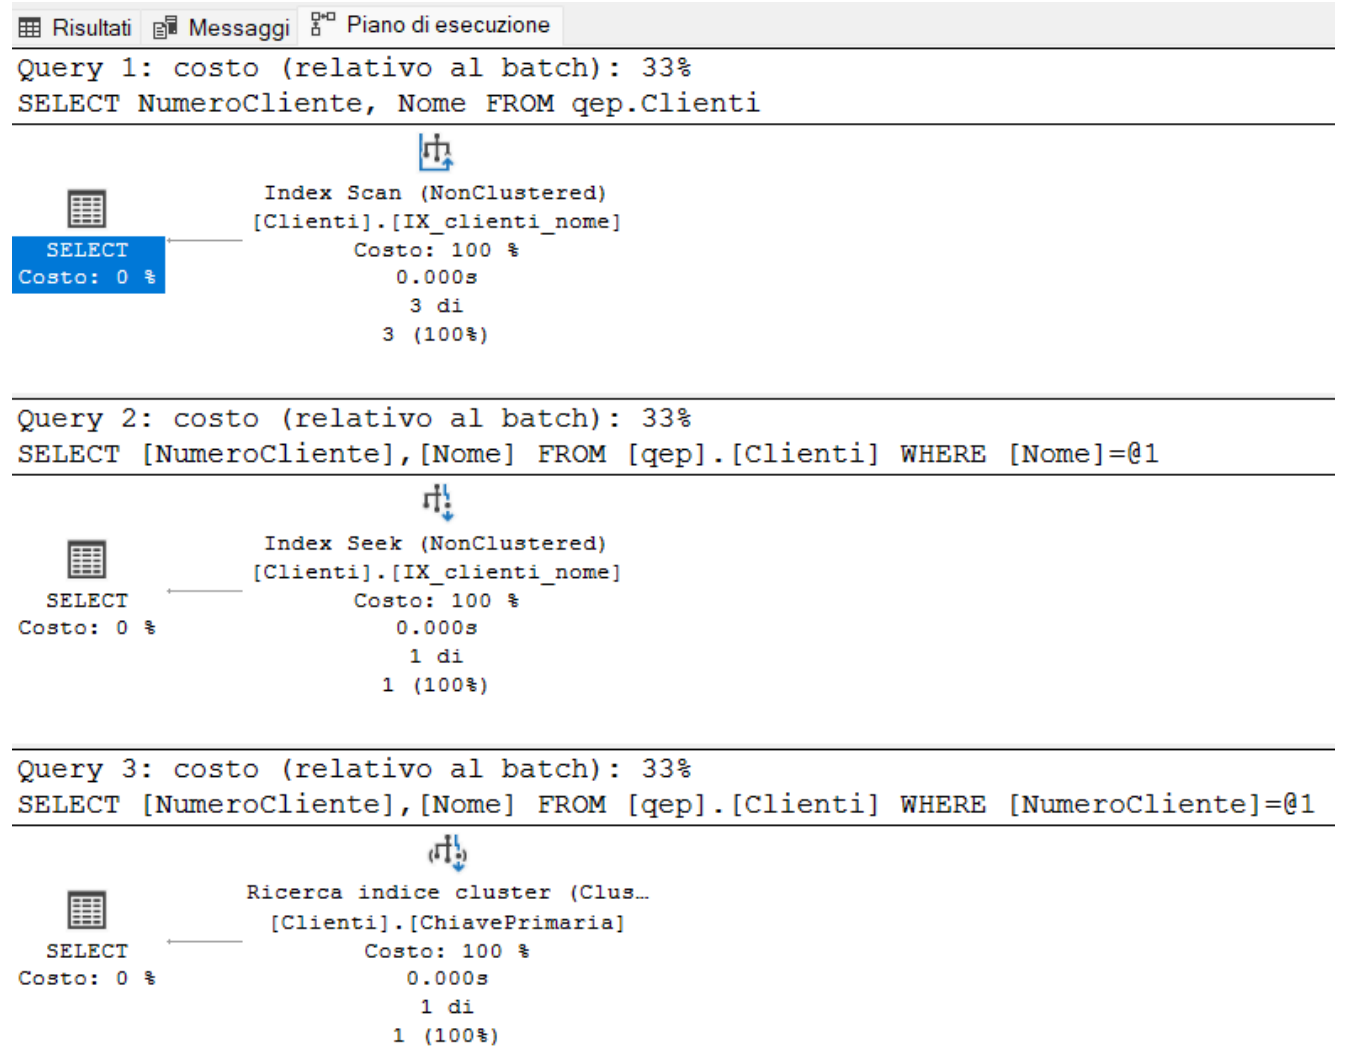 Risultati Messaggi Piano di esecuzione
Query 1: costo (relativo al batch): 33%
SELECT NumeroCliente, Nome FROM qep.Clienti
Index Scan (NonClustered)
[Clienti].[IX_clienti_nome]
SELECT
Costo: 0 %
Costo: 100 %
0.000s
3 di
3 (100%)
Query 2: costo (relativo al batch): 33%
SELECT [NumeroCliente],[Nome] FROM [qep].[Clienti] WHERE [Nome]=@1
Index Seek (NonClustered)
[Clienti].[IX_clienti_nome]
SELECT
Costo: 0 %
Costo: 100 %
0.000s
1 di
1 (100%)
Query 3: costo (relativo al batch): 33%
SELECT [NumeroCliente],[Nome] FROM [qep].[Clienti] WHERE [NumeroCliente]=@1
Ricerca indice cluster (Clus…
[Clienti].[ChiavePrimaria]
SELECT
Costo: 0 %
Costo: 100 %
0.000s
1 di
1 (100%)